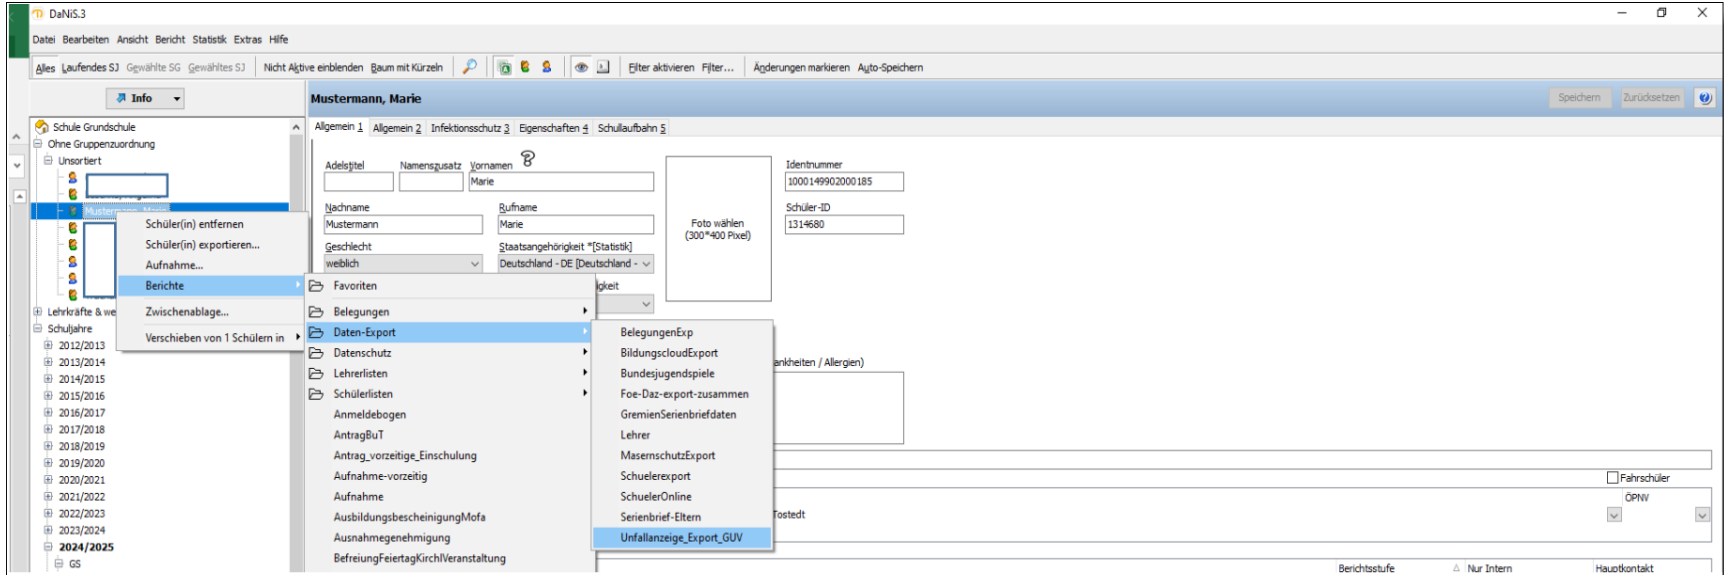 DaNiS.3
Datei Bearbeiten Ansicht Bericht Statistik Extras Hilfe
Alles Laufendes SJ Gewählte SG Gewähltes SJ Nicht Aktive einblenden Baum mit Kürzeln Filter aktivieren Filter... Änderungen markieren Auto-Speichern
Info
Mustermann, Marie
Speichern Zurücksetzen
Allgemein 1 Allgemein 2 Infektionsschutz 3 Eigenschaften 4 Schullaufbahn 5
Schule Grundschule
Ohne Gruppenzuordnung
Unsortiert
Mustermann, Marie
Lehrkräfte & we
Schuljahre
2012/2013
2013/2014
2014/2015
2015/2016
2016/2017
2017/2018
2018/2019
2019/2020
2020/2021
2021/2022
2022/2023
2023/2024
2024/2025
GS
Schüler(in) entfernen
Schüler(in) exportieren...
Aufnahme...
Berichte
Zwischenablage...
Verschieben von 1 Schülern in
Favoriten
Belegungen
Daten-Export
Datenschutz
Lehrerlisten
Schülerlisten
Anmeldebogen
AntragBuT
Antrag_vorzeitige_Einschulung
Aufnahme-vorzeitig
Aufnahme
AusbildungsbescheinigungMofa
Ausnahmegenehmigung
BefreiungFeiertagKirchlVeranstaltung
BelegungenExp
BildungscloudExport
Bundesjugendspiele
Foe-Daz-export-zusammen
GremienSerienbriefdaten
Lehrer
MasernschutzExport
Schuelerexport
SchuelerOnline
Serienbrief-Eltern
Unfallanzeige_Export_GUV
Adelstitel Namenszusatz Vornamen
Marie
Nachname Rufname
Mustermann Marie
Geschlecht Staatsangehörigkeit *[Statistik]
weiblich Deutschland - DE [Deutschland -
igkeit
Foto wählen
(300*400 Pixel)
Identnummer
1000149902000185
Schüler-ID
1314680
ankheiten / Allergien)
Fahrschüler
ÖPNV
Tostedt
Berichtsstufe Nur Intern Hauptkontakt